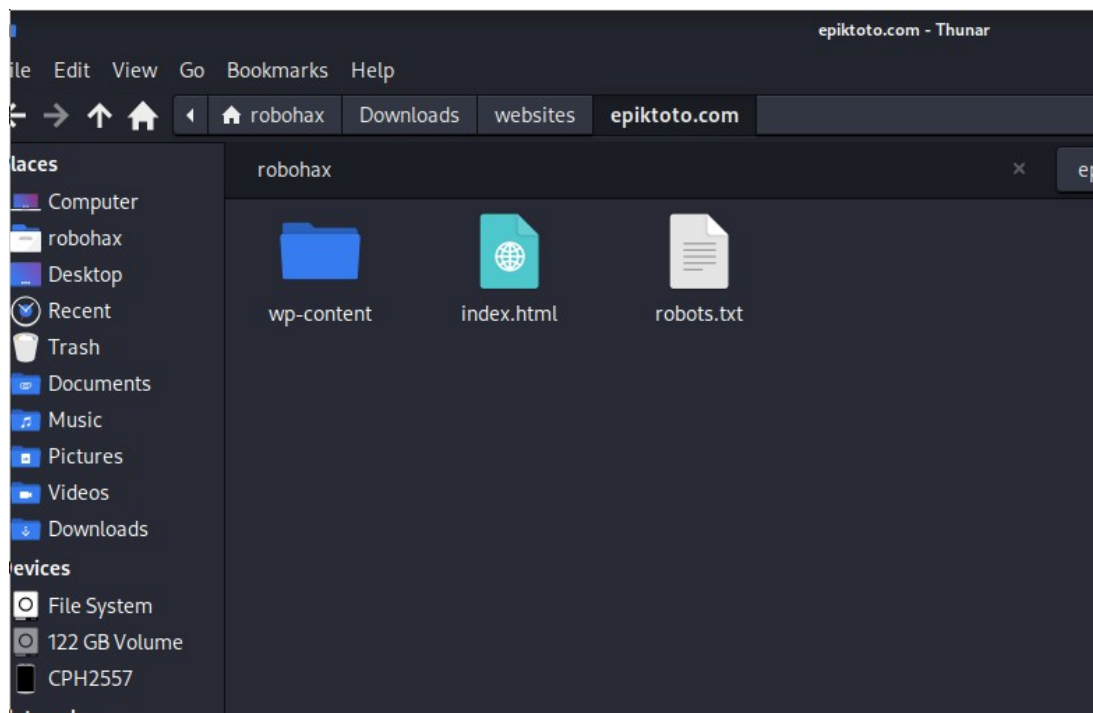 epiktoto.com - Thunar
ile Edit View Go Bookmarks Help
robohax Downloads websites epiktoto.com
laces
robohax
ep
Computer
robohax
Desktop
Recent
Trash
Documents
Music
Pictures
Videos
Downloads
wp-content
index.html
robots.txt
evices
File System
122 GB Volume
CPH2557